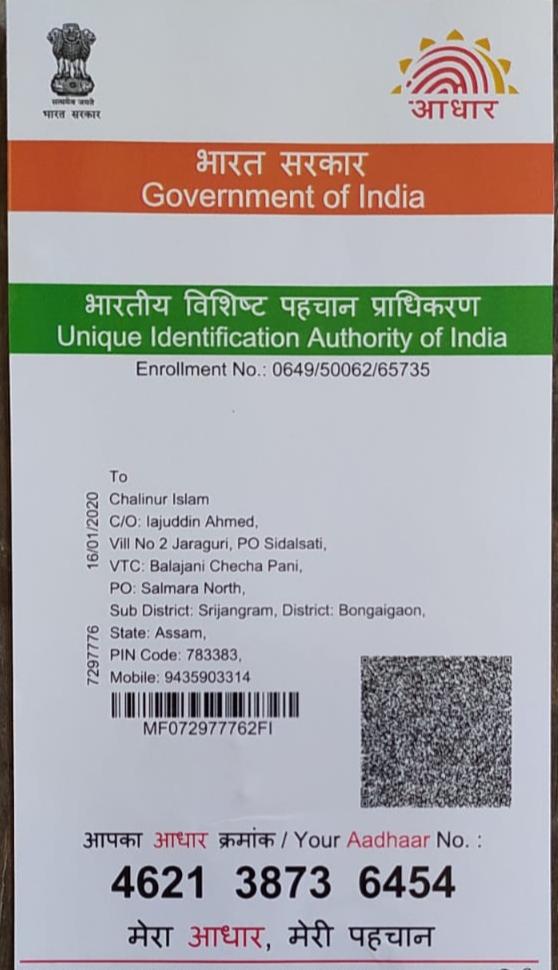 सत्यमेव जयते
भारत सरकार
आधार
भारत सरकार
Government of India
भारतीय विशिष्ट पहचान प्राधिकरण
Unique Identification Authority of India
Enrollment No.: 0649/50062/65735
16/01/2020
7297776
To
Chalinur Islam
C/O: Iajuddin Ahmed,
Vill No 2 Jaraguri, PO Sidalsati,
VTC: Balajani Checha Pani,
PO: Salmara North,
Sub District: Srijangram, District: Bongaigaon,
State: Assam,
PIN Code: 783383,
Mobile: 9435903314
MF072977762FI
आपका आधार क्रमांक / Your Aadhaar No. :
4621 3873 6454
मेरा आधार, मेरी पहचान